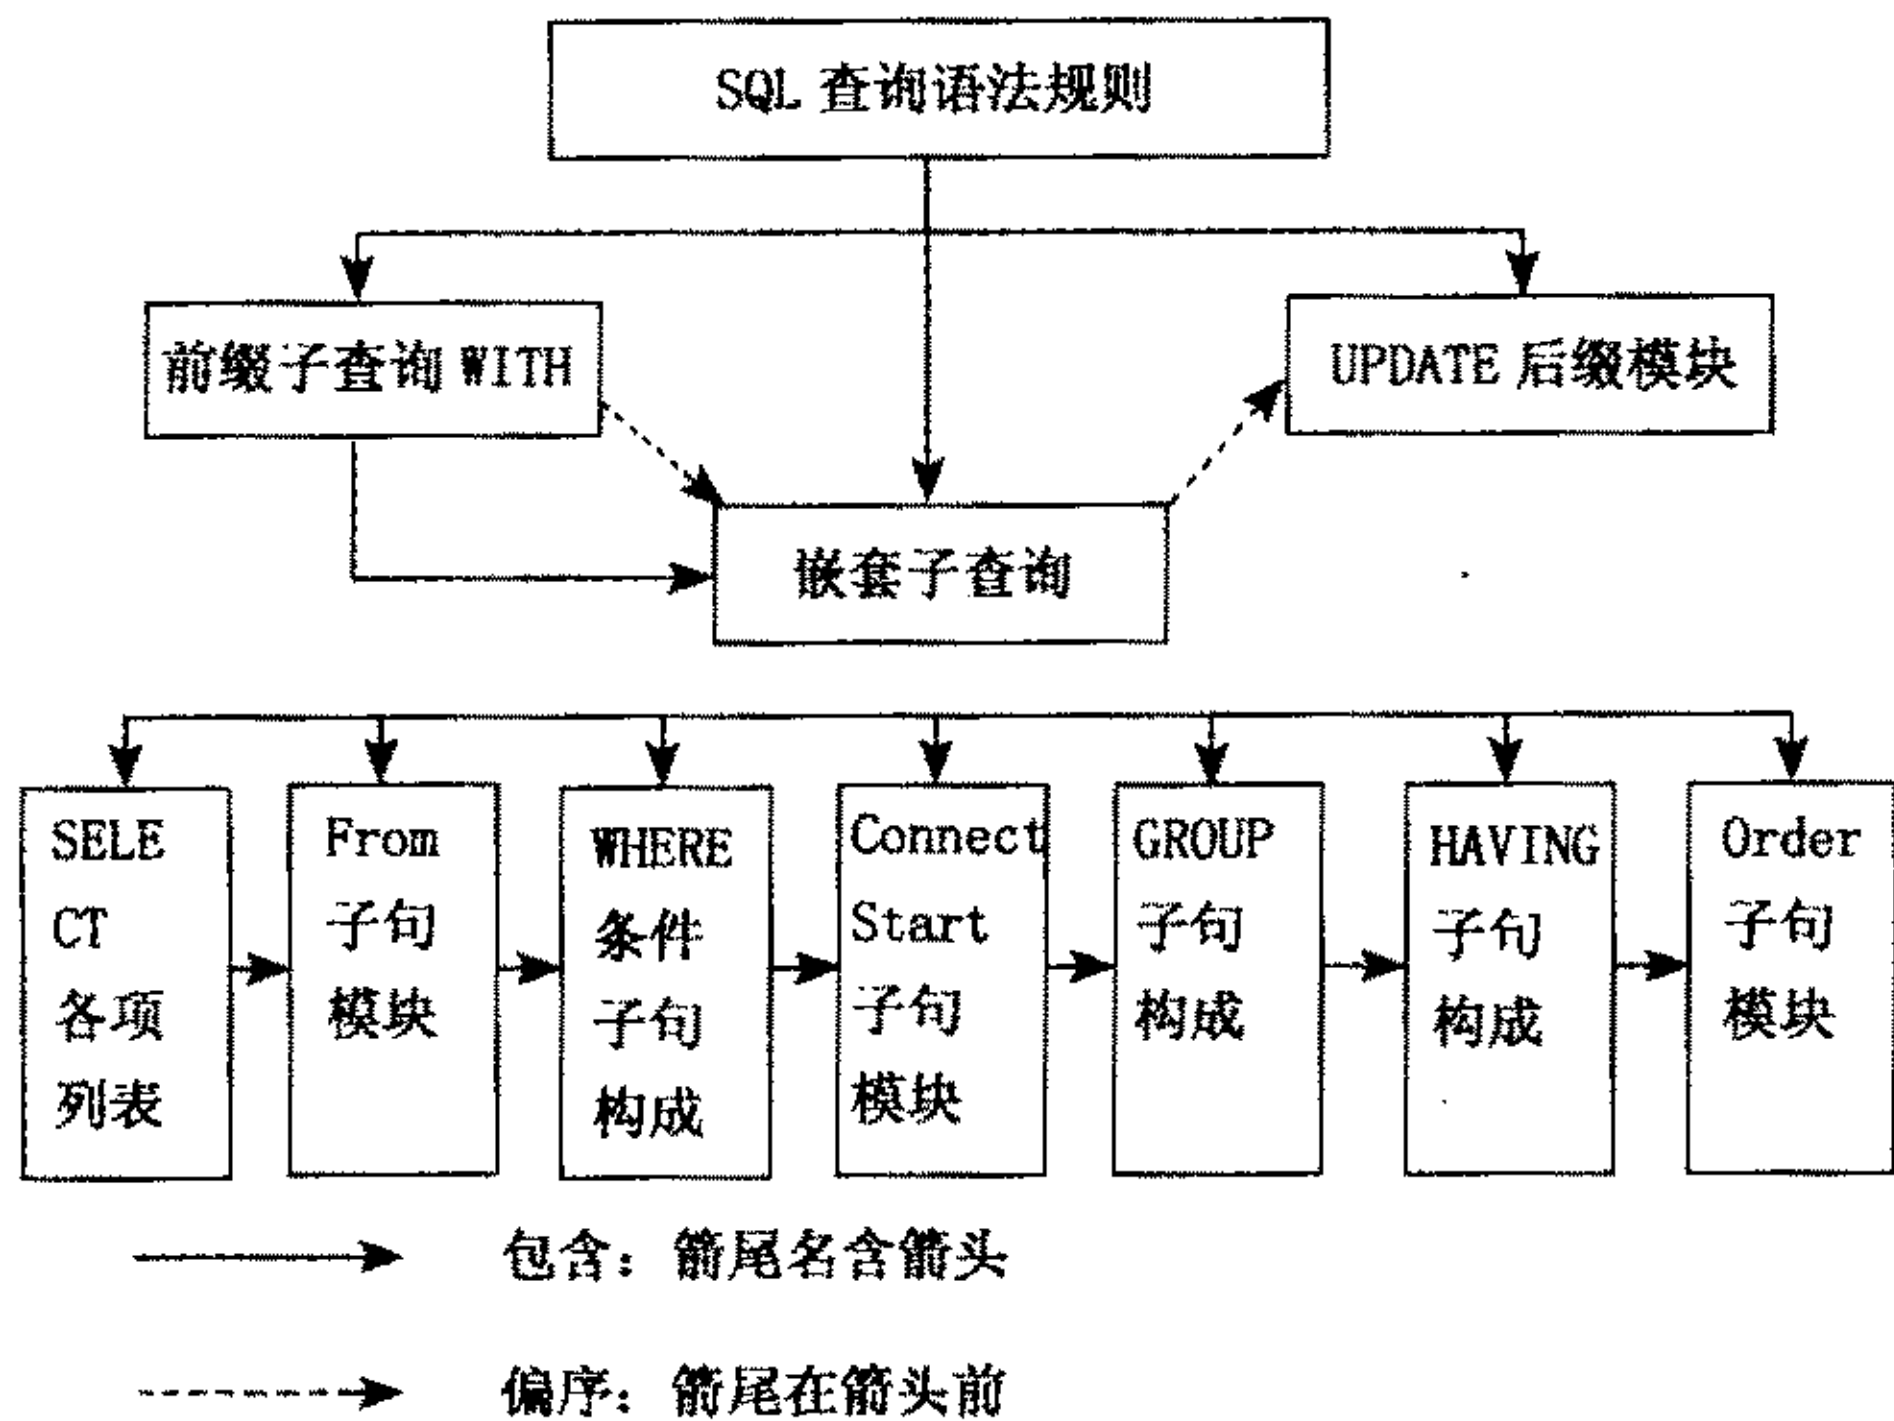 SQL 查询语法规则
前缀子查询 WITH
UPDATE 后缀模块
嵌套子查询
SELE
CT
各项
列表
From
子句
模块
WHERE
条件
子句
构成
Connect
Start
子句
模块
GROUP
子句
构成
HAVING
子句
构成
Order
子句
模块
包含：箭尾名含箭头
偏序：箭尾在箭头前